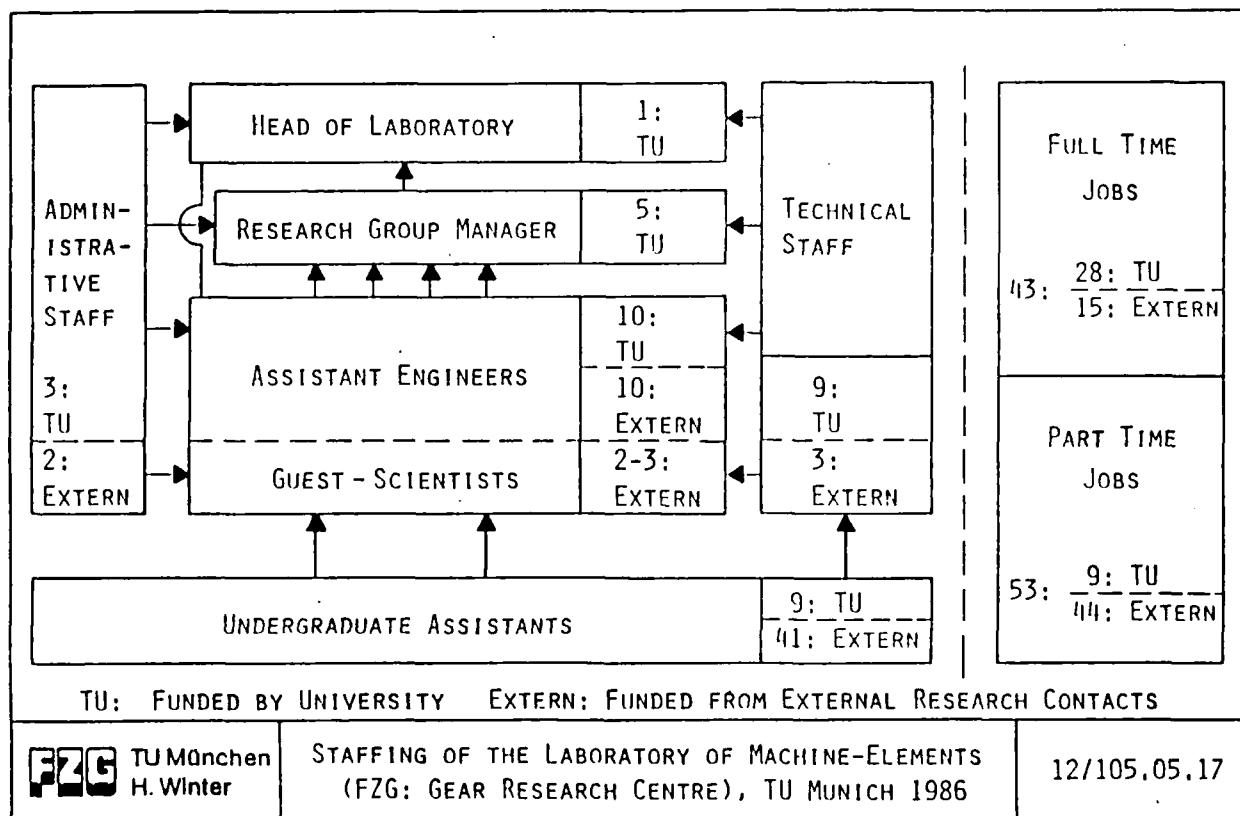 HEAD OF LABORATORY
1:
TU
ADMIN-
ISTRA-
TIVE
STAFF
3:
TU
2:
EXTERN
RESEARCH GROUP MANAGER
5:
TU
ASSISTANT ENGINEERS
10:
TU
10:
EXTERN
GUEST-SCIENTISTS
2-3:
EXTERN
TECHNICAL
STAFF
9:
TU
3:
EXTERN
UNDERGRADUATE ASSISTANTS
9: TU
41: EXTERN
FULL TIME
JOBS
43: 28: TU
15: EXTERN
PART TIME
JOBS
53: 9: TU
44: EXTERN
TU: FUNDED BY UNIVERSITY EXTERN: FUNDED FROM EXTERNAL RESEARCH CONTACTS
FZG TU München
H. Winter
STAFFING OF THE LABORATORY OF MACHINE-ELEMENTS
(FZG: GEAR RESEARCH CENTRE), TU MUNICH 1986
12/105.05.17